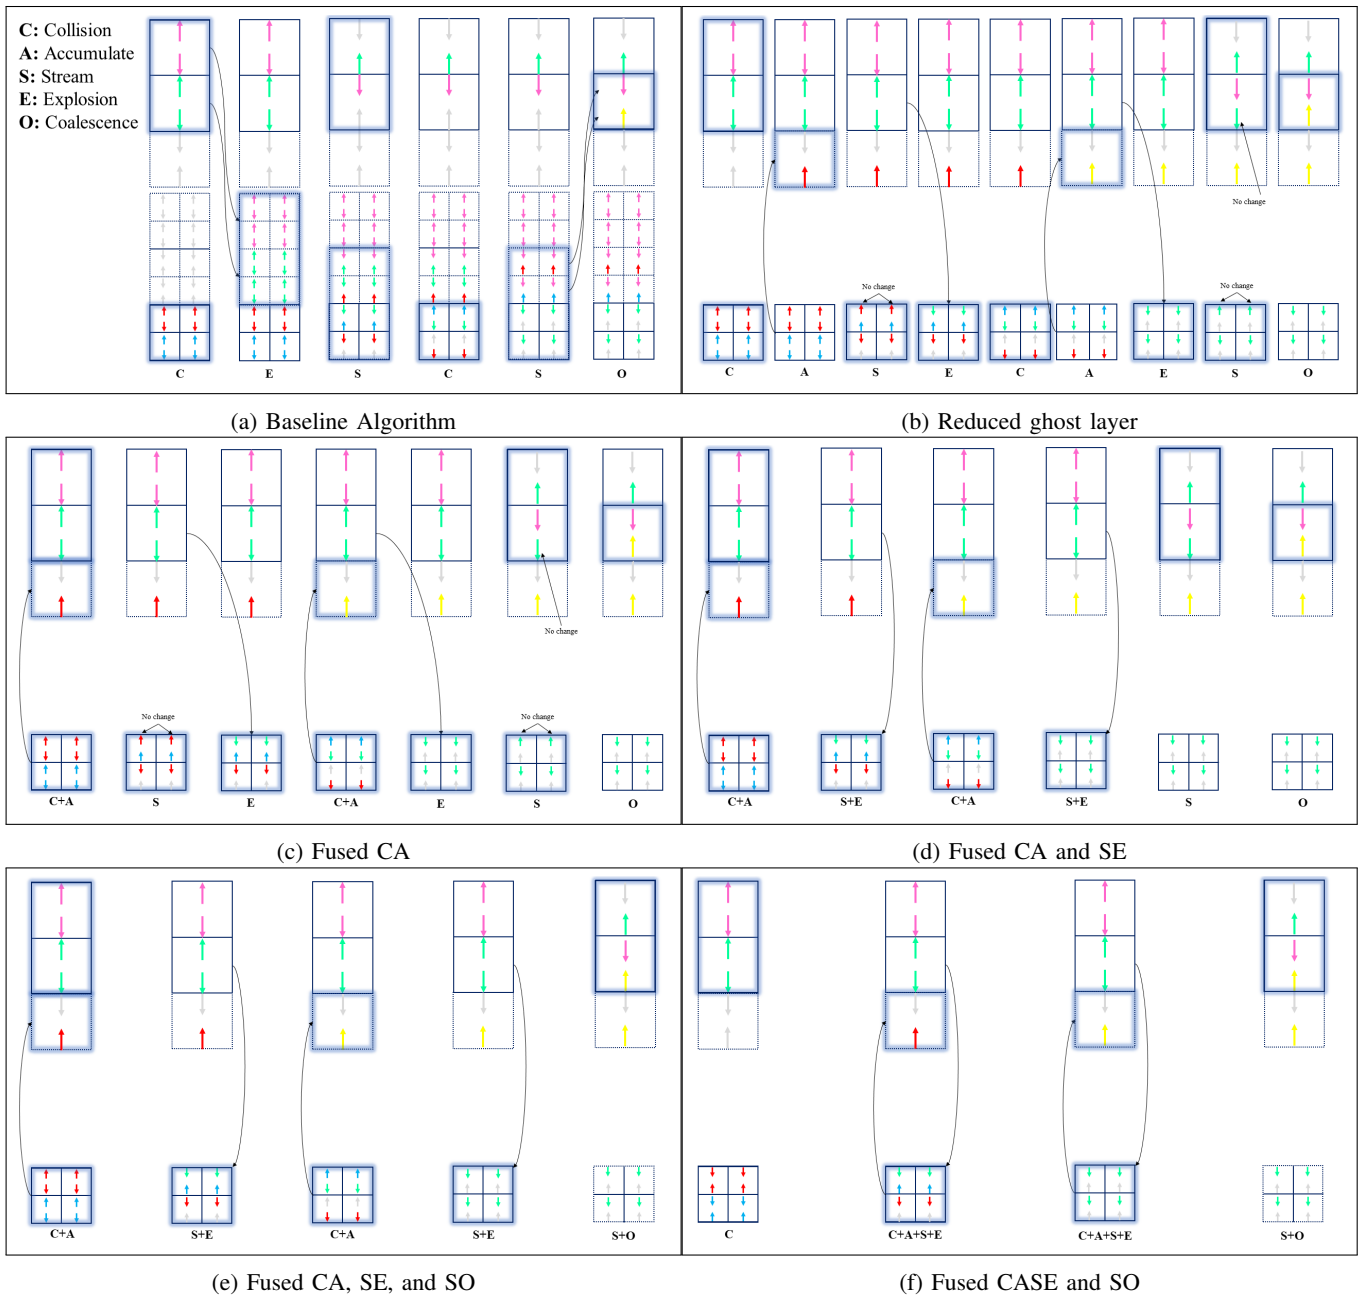 C: Collision
A: Accumulate
S: Stream
E: Explosion
O: Coalescence
C E S C S O
(a) Baseline Algorithm
No change
No change
No change
C A S E C A E S O
(b) Reduced ghost layer
No change
No change
No change
C+A S E C+A E S O
(c) Fused CA
C+A S+E C+A S+E S O
(d) Fused CA and SE
C+A S+E C+A S+E S+O
(e) Fused CA, SE, and SO
C C+A+S+E C+A+S+E S+O
(f) Fused CASE and SO